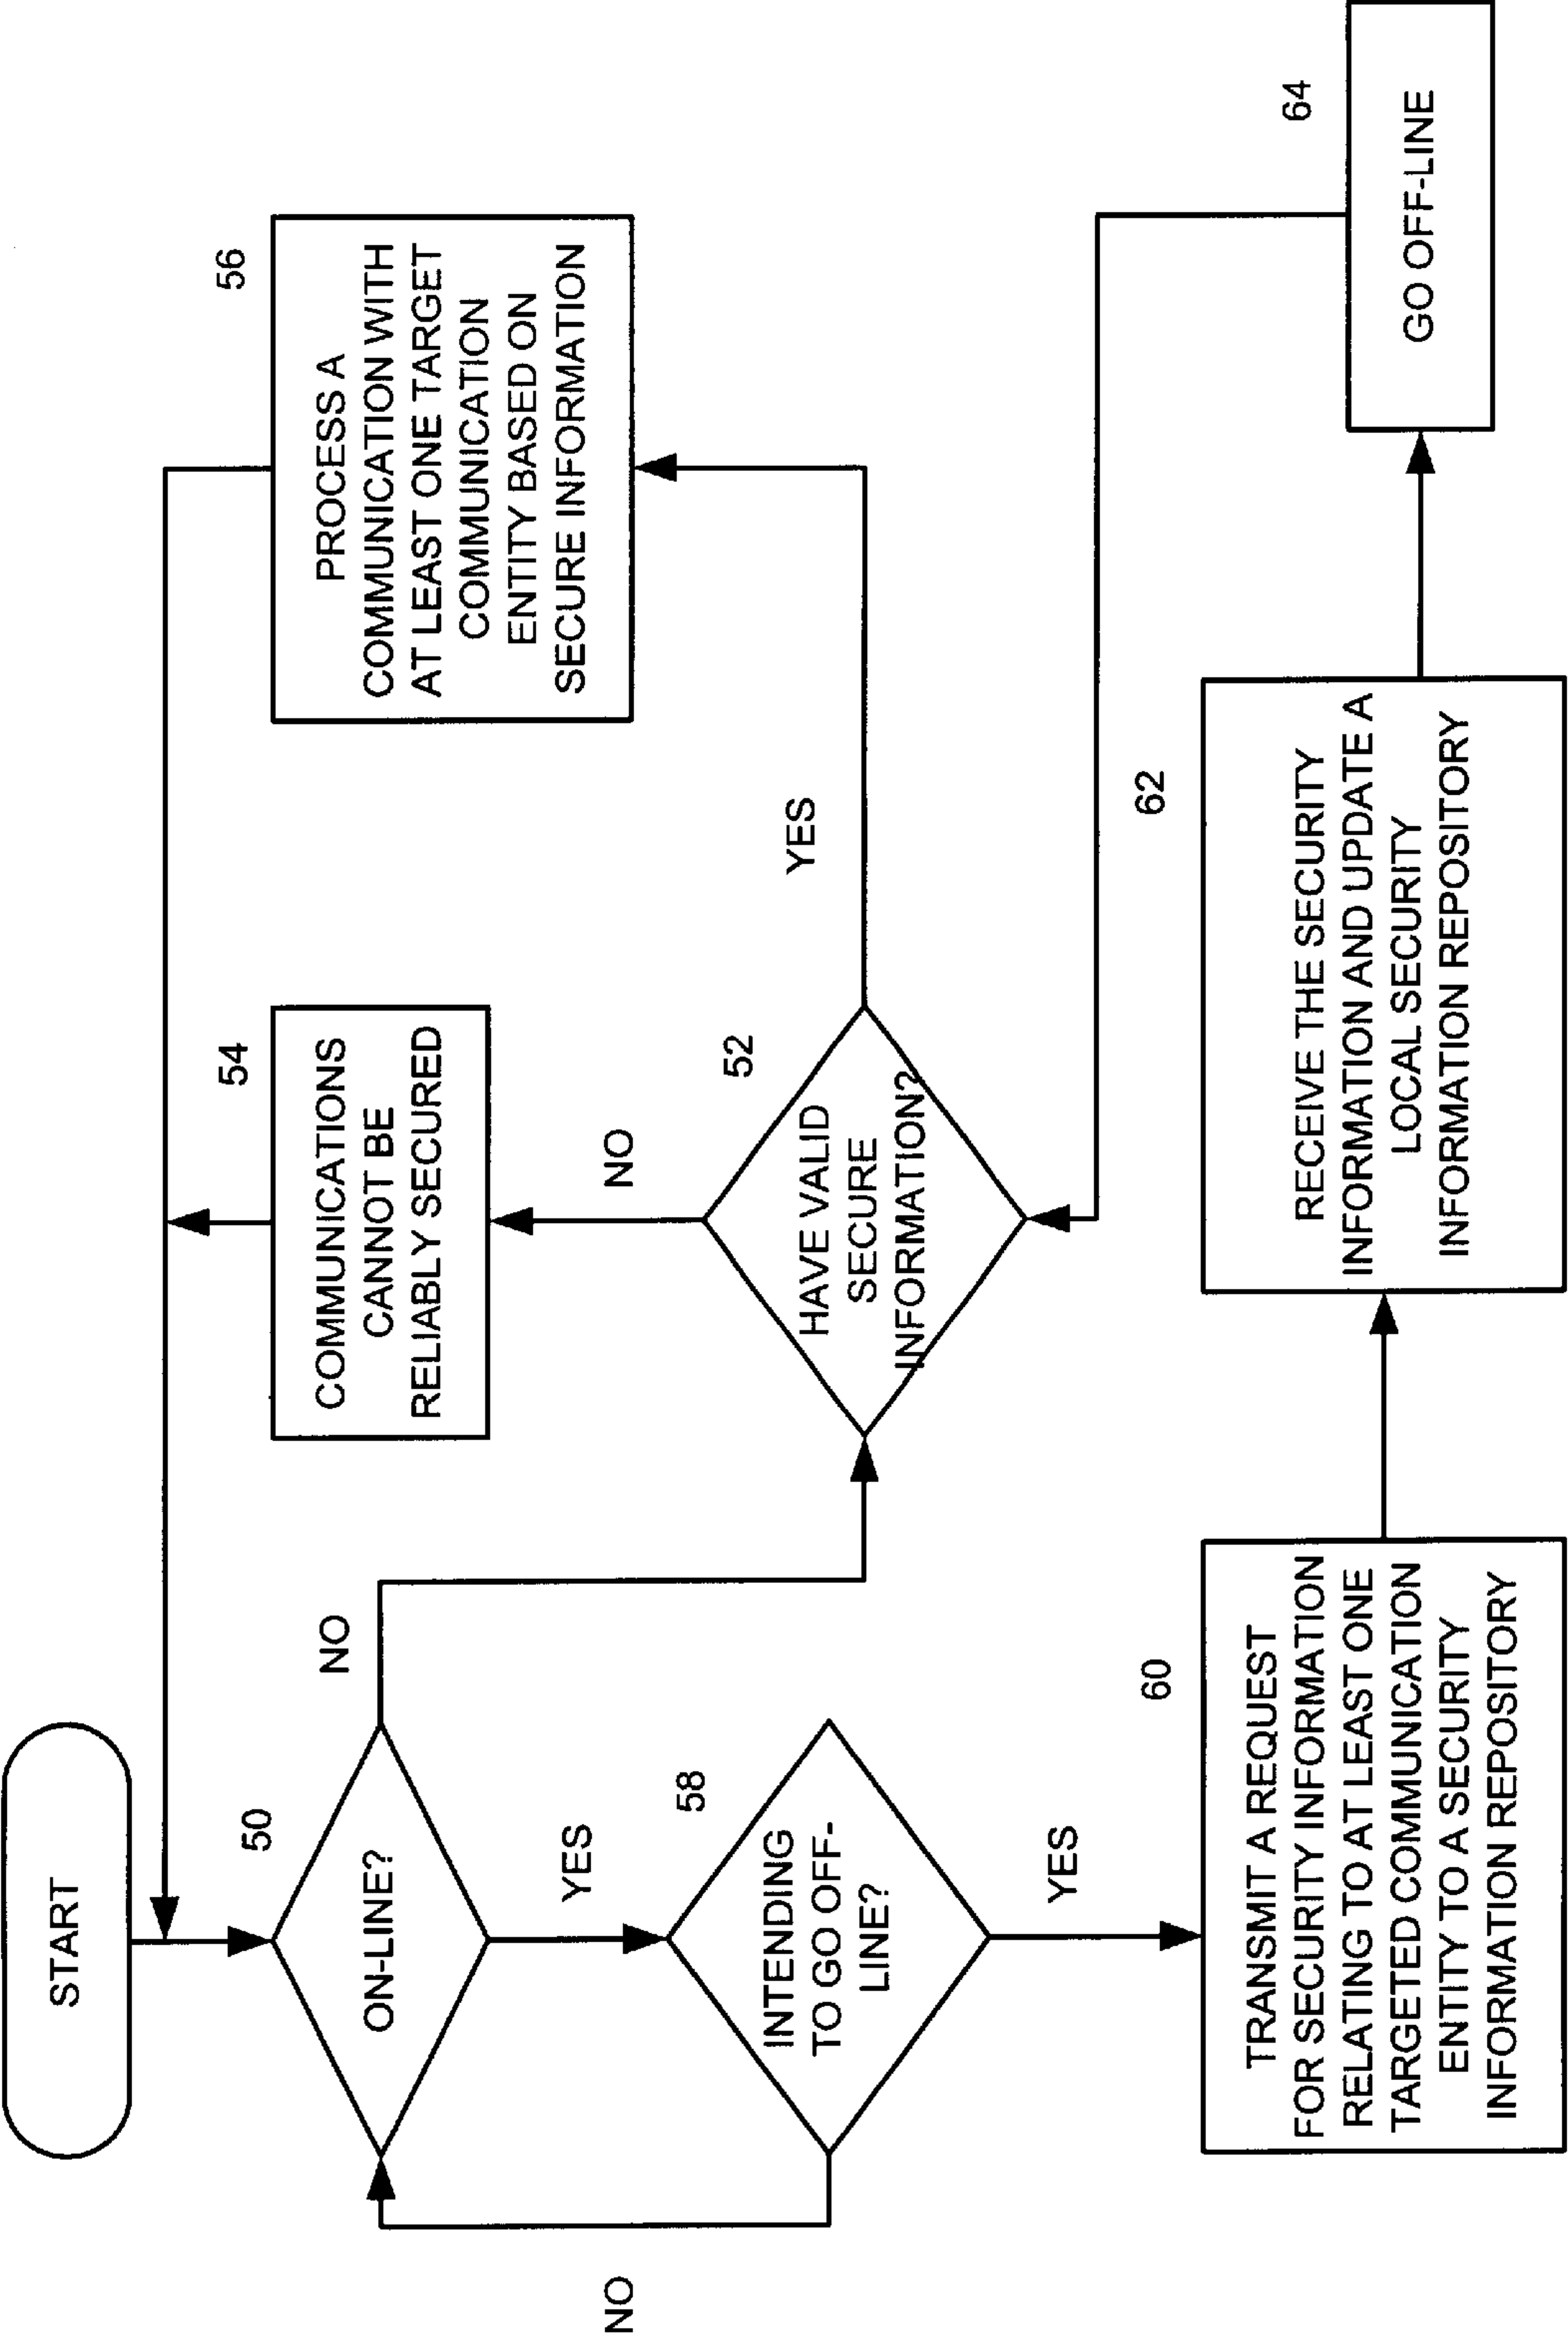 START
50
ON-LINE?
NO
YES
58
INTENDING
TO GO OFF-
LINE?
NO
YES
60
TRANSMIT A REQUEST
FOR SECURITY INFORMATION
RELATING TO AT LEAST ONE
TARGETED COMMUNICATION
ENTITY TO A SECURITY
INFORMATION REPOSITORY
54
COMMUNICATIONS
CANNOT BE
RELIABLY SECURED
NO
52
HAVE VALID
SECURE
INFORMATION?
YES
56
PROCESS A
COMMUNICATION WITH
AT LEAST ONE TARGET
COMMUNICATION
ENTITY BASED ON
SECURE INFORMATION
62
RECEIVE THE SECURITY
INFORMATION AND UPDATE A
LOCAL SECURITY
INFORMATION REPOSITORY
64
GO OFF-LINE